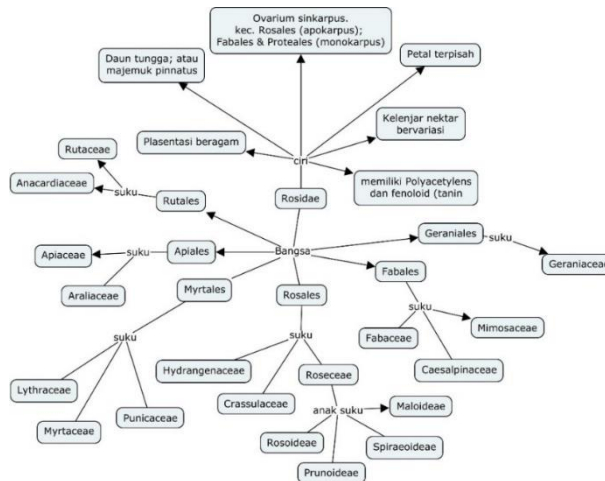 Ovarium sinkarpus.
kec. Rosales (apokarpus);
Fabales & Proteales (monokarpus)
Daun tungga; atau
majemuk pinnatus
Petal terpisah
Kelenjar nektar
bervariasi
Plasentasi beragam
ciri
memiliki Polyacetylens
dan fenoloid (tanin
Rutaceae
Anacardiaceae
suku
Rutales
Rosidae
Bangsa
Geraniales
suku
Geraniaceae
Apiaceae
suku
Apiales
Araliaceae
Myrtales
Rosales
Fabales
suku
Lythraceae
Myrtaceae
Punicaceae
suku
Hydrangenaceae
Crassulaceae
Roseceae
suku
Fabaceae
Mimosaceae
Caesalpinaceae
anak suku
Maloideae
Rosoideae
Prunoideae
Spiraeoideae